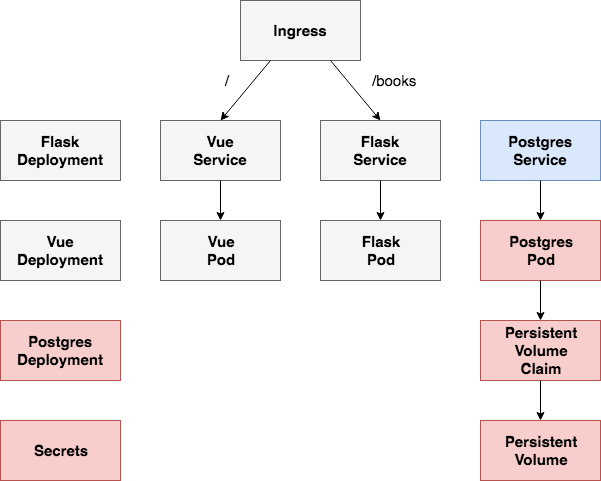 Ingress
/
/books
Flask
Deployment
Vue
Service
Flask
Service
Postgres
Service
Vue
Deployment
Vue
Pod
Flask
Pod
Postgres
Pod
Postgres
Deployment
Persistent
Volume
Claim
Secrets
Persistent
Volume